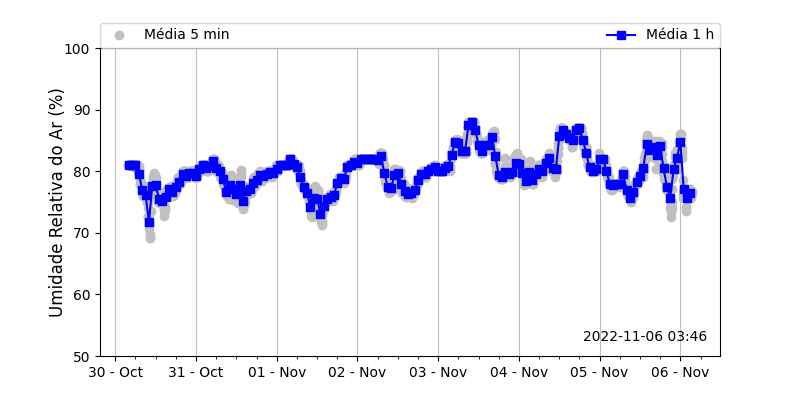 Média 5 min
Média 1 h
Umidade Relativa do Ar (%)
100
90
80
70
60
50
2022-11-06 03:46
30 - Oct
31 - Oct
01 - Nov
02 - Nov
03 - Nov
04 - Nov
05 - Nov
06 - Nov